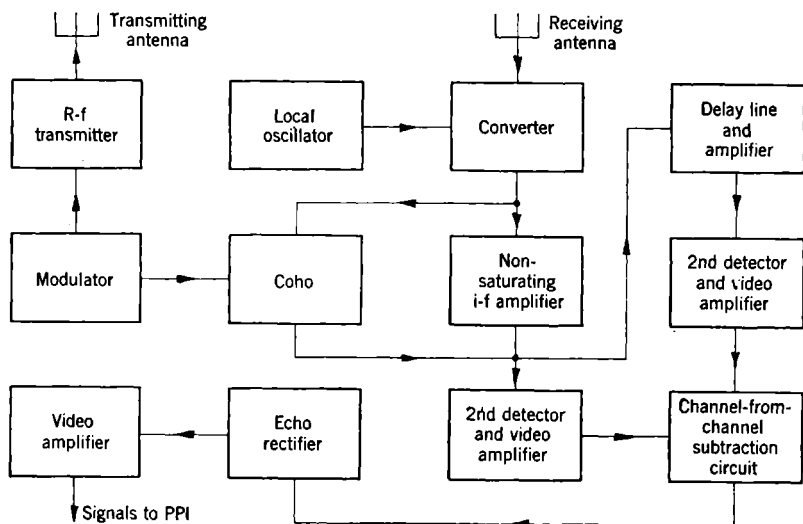 Transmitting
antenna
Receiving
antenna
R-f
transmitter
Local
oscillator
Converter
Delay line
and
amplifier
Modulator
Coho
Non-
saturating
i-f amplifier
2nd detector
and video
amplifier
Video
amplifier
Echo
rectifier
2nd detector
and video
amplifier
Channel-from-
channel
subtraction
circuit
Signals to PPI